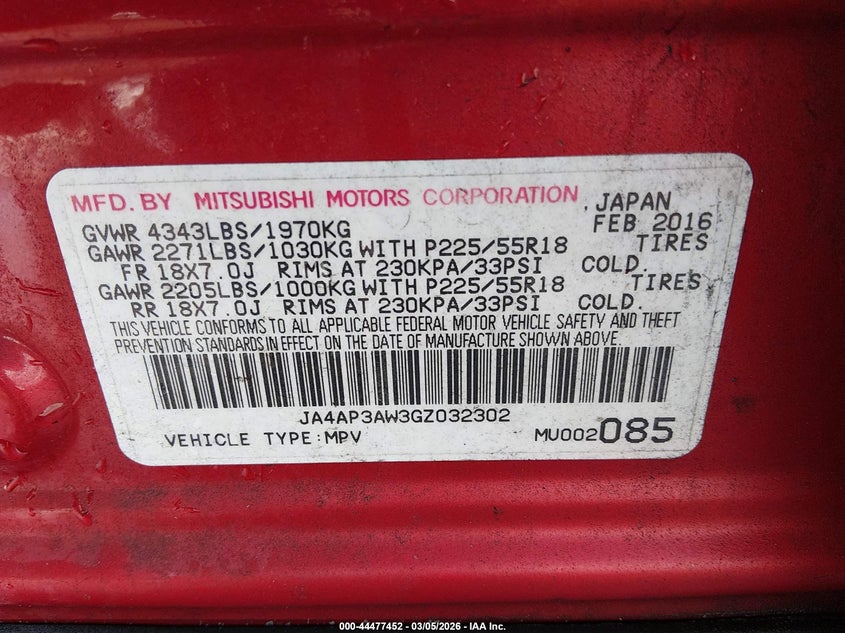 MFD. BY MITSUBISHI MOTORS CORPORATION , JAPAN
GVWR 4343LBS/1970KG FEB 2016
GAWR 2271LBS/1030KG WITH P225/55R18 TIRES
FR 18X7.0J RIMS AT 230KPA/33PSI COLD.
GAWR 2205LBS/1000KG WITH P225/55R18 TIRES
RR 18X7.0J RIMS AT 230KPA/33PSI COLD.
THIS VEHICLE CONFORMS TO ALL APPLICABLE FEDERAL MOTOR VEHICLE SAFETY AND THEFT
PREVENTION STANDARDS IN EFFECT ON THE DATE OF MANUFACTURE SHOWN ABOVE.
JA4AP3AW3GZ032302
VEHICLE TYPE:MPV MU002085
000-44477452 — 03/05/2026 — IAA Inc.